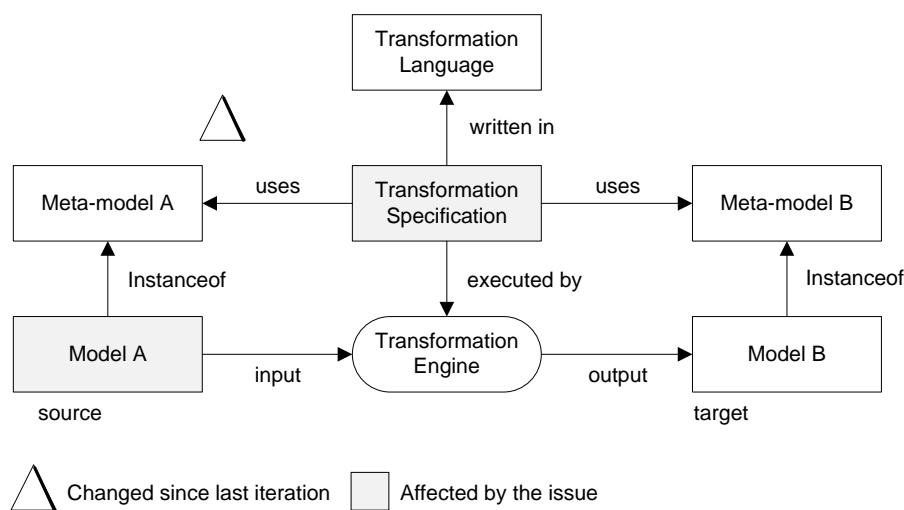 Transformation
Language
written in
Meta-model A
uses
Transformation
Specification
uses
Meta-model B
Instanceof
executed by
Instanceof
Model A
input
Transformation
Engine
output
Model B
source
target
Changed since last iteration
Affected by the issue